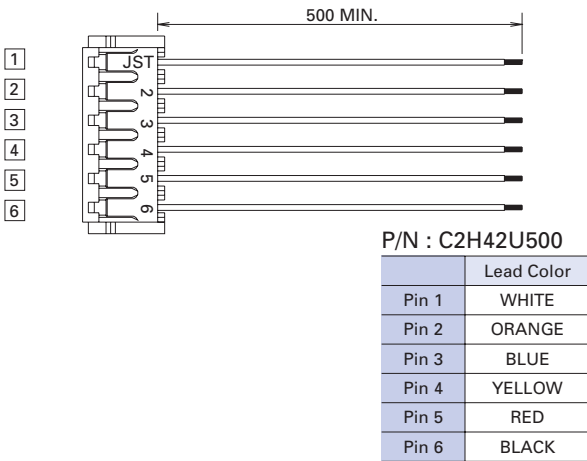 500 MIN.
1
JST
2
2
3
3
4
4
5
5
6
6
P/N : C2H42U500
Lead Color
Pin 1 WHITE
Pin 2 ORANGE
Pin 3 BLUE
Pin 4 YELLOW
Pin 5 RED
Pin 6 BLACK